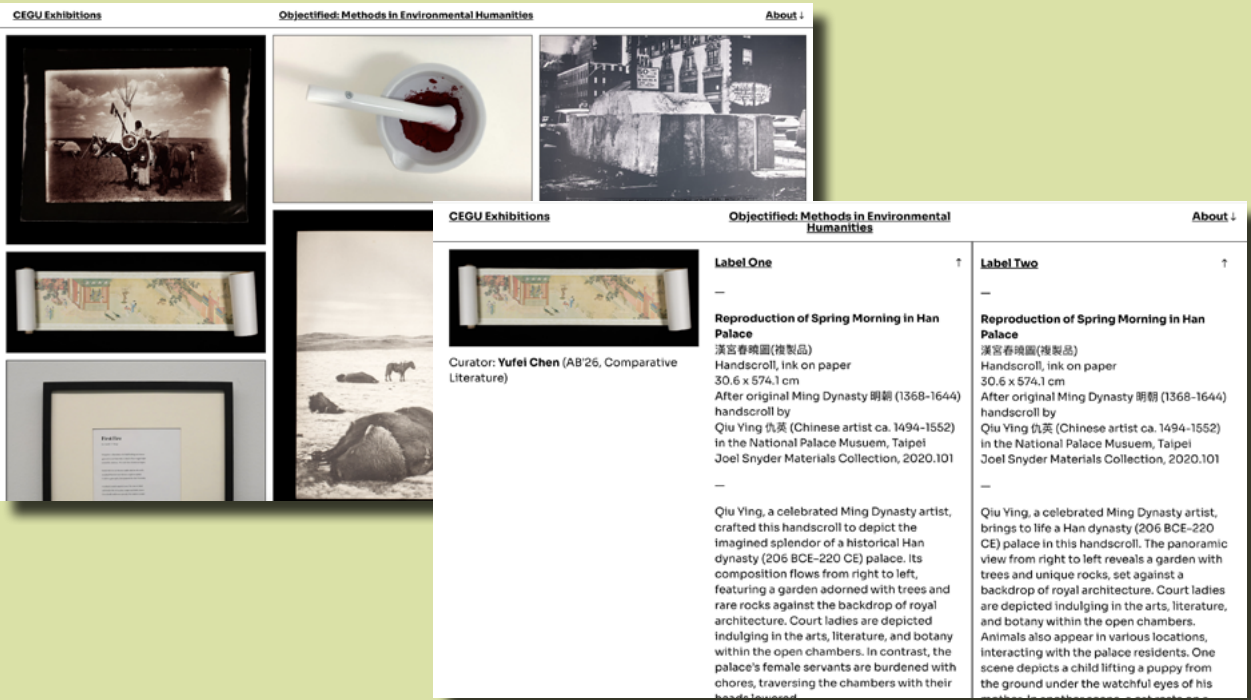 CEGU Exhibitions
Objectified: Methods in Environmental Humanities
About ↓
CEGU Exhibitions
Objectified: Methods in Environmental
Humanities
About ↓
Curator: Yufei Chen (AB'26, Comparative
Literature)
Label One ↑
—
Reproduction of Spring Morning in Han
Palace
漢宮春曉圖(複製品)
Handscroll, ink on paper
30.6 x 574.1 cm
After original Ming Dynasty 明朝 (1368-1644)
handscroll by
Qiu Ying 仇英 (Chinese artist ca. 1494-1552)
in the National Palace Musuem, Taipei
Joel Snyder Materials Collection, 2020.101
—
Qiu Ying, a celebrated Ming Dynasty artist,
crafted this handscroll to depict the
imagined splendor of a historical Han
dynasty (206 BCE–220 CE) palace. Its
composition flows from right to left,
featuring a garden adorned with trees and
rare rocks against the backdrop of royal
architecture. Court ladies are depicted
indulging in the arts, literature, and botany
within the open chambers. In contrast, the
palace's female servants are burdened with
chores, traversing the chambers with their
heads lowered.
Label Two ↑
—
Reproduction of Spring Morning in Han
Palace
漢宮春曉圖(複製品)
Handscroll, ink on paper
30.6 x 574.1 cm
After original Ming Dynasty 明朝 (1368-1644)
handscroll by
Qiu Ying 仇英 (Chinese artist ca. 1494-1552)
in the National Palace Musuem, Taipei
Joel Snyder Materials Collection, 2020.101
—
Qiu Ying, a celebrated Ming Dynasty artist,
brings to life a Han dynasty (206 BCE–220
CE) palace in this handscroll. The panoramic
view from right to left reveals a garden with
trees and unique rocks, set against a
backdrop of royal architecture. Court ladies
are depicted indulging in the arts, literature,
and botany within the open chambers.
Animals also appear in various locations,
interacting with the palace residents. One
scene depicts a child lifting a puppy from
the ground under the watchful eyes of his